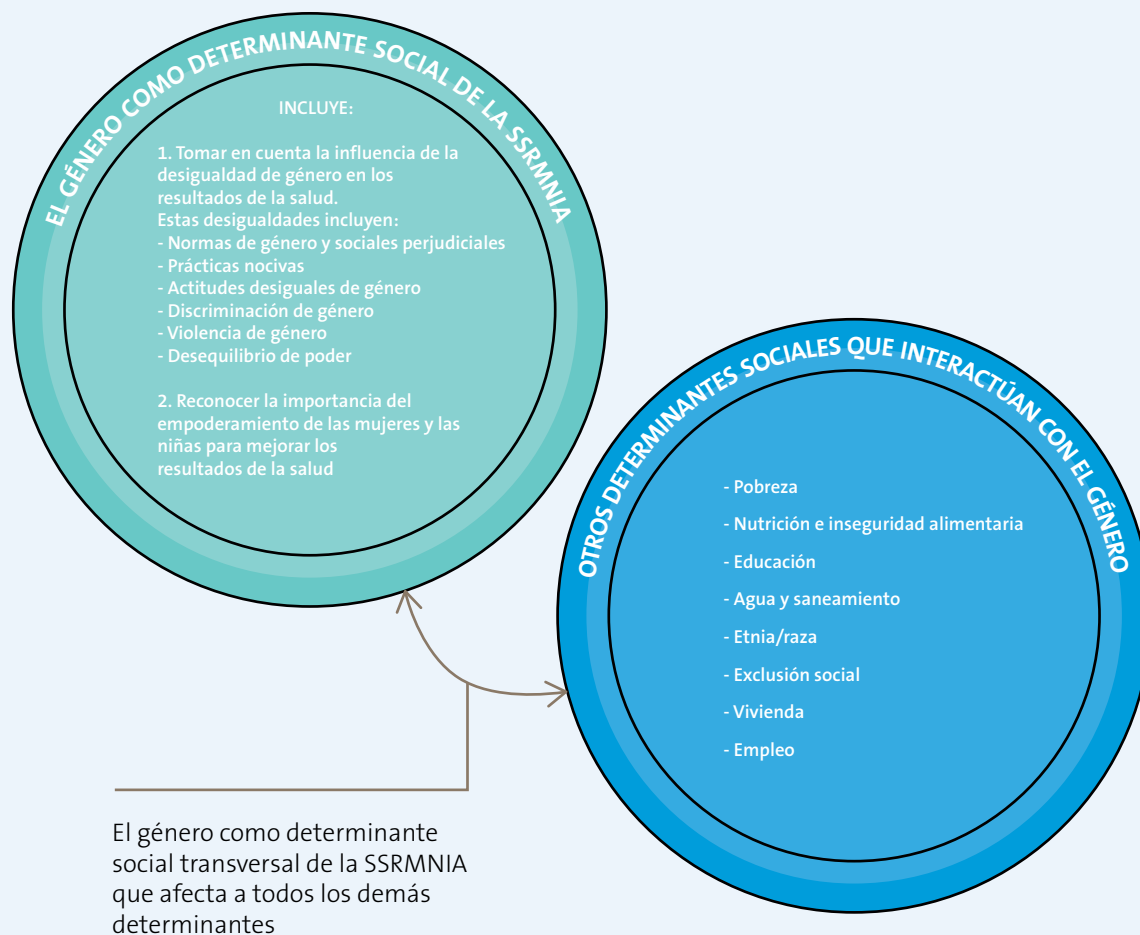 EL GÉNERO COMO DETERMINANTE SOCIAL DE LA SSRMNIA
INCLUYE:
1. Tomar en cuenta la influencia de la
desigualdad de género en los
resultados de la salud.
Estas desigualdades incluyen:
- Normas de género y sociales perjudiciales
- Prácticas nocivas
- Actitudes desiguales de género
- Discriminación de género
- Violencia de género
- Desequilibrio de poder
2. Reconocer la importancia del
empoderamiento de las mujeres y las
niñas para mejorar los
resultados de la salud
OTROS DETERMINANTES SOCIALES QUE INTERACTÚAN CON EL GÉNERO
- Pobreza
- Nutrición e inseguridad alimentaria
- Educación
- Agua y saneamiento
- Etnia/raza
- Exclusión social
- Vivienda
- Empleo
El género como determinante
social transversal de la SSRMNIA
que afecta a todos los demás
determinantes